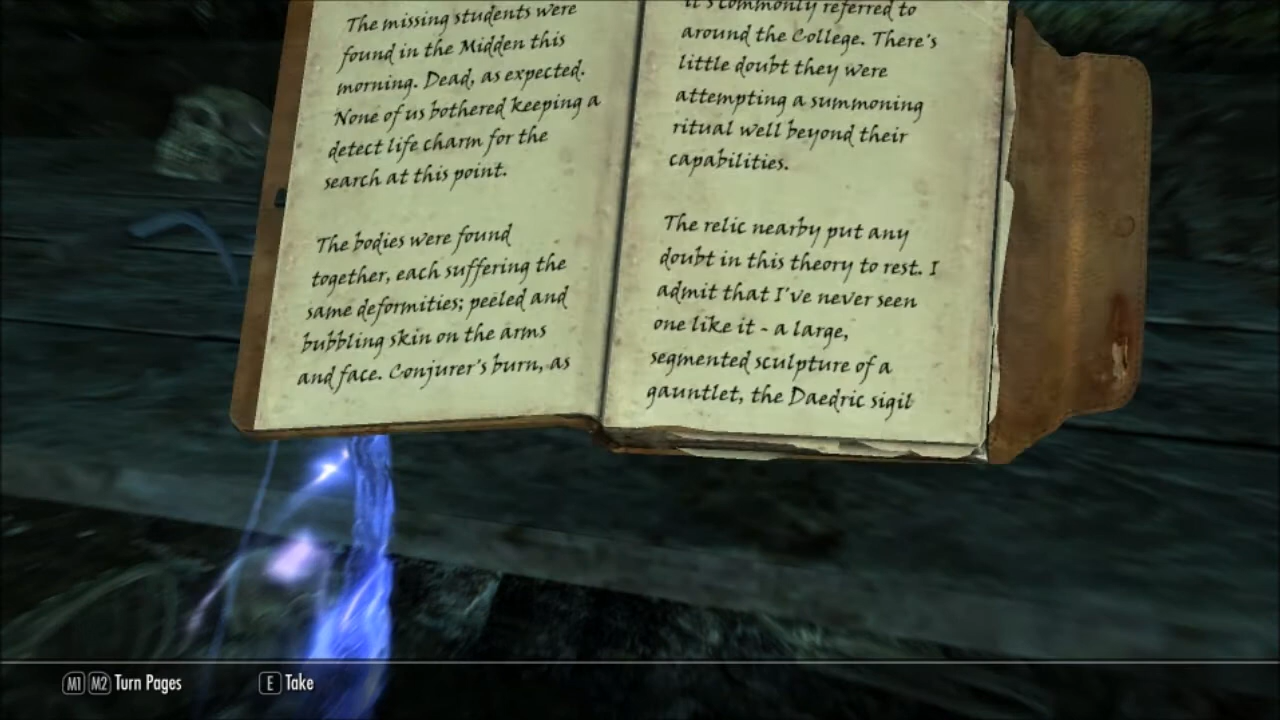 The missing students were
found in the Midden this
morning. Dead, as expected.
None of us bothered keeping a
detect life charm for the
search at this point.
The bodies were found
together, each suffering the
same deformities; peeled and
bubbling skin on the arms
and face. Conjurer's burn, as
it's commonly referred to
around the College. There's
little doubt they were
attempting a summoning
ritual well beyond their
capabilities.
The relic nearby put any
doubt in this theory to rest. I
admit that I've never seen
one like it - a large,
segmented sculpture of a
gauntlet, the Daedric sigil
M1 M2 Turn Pages
E Take